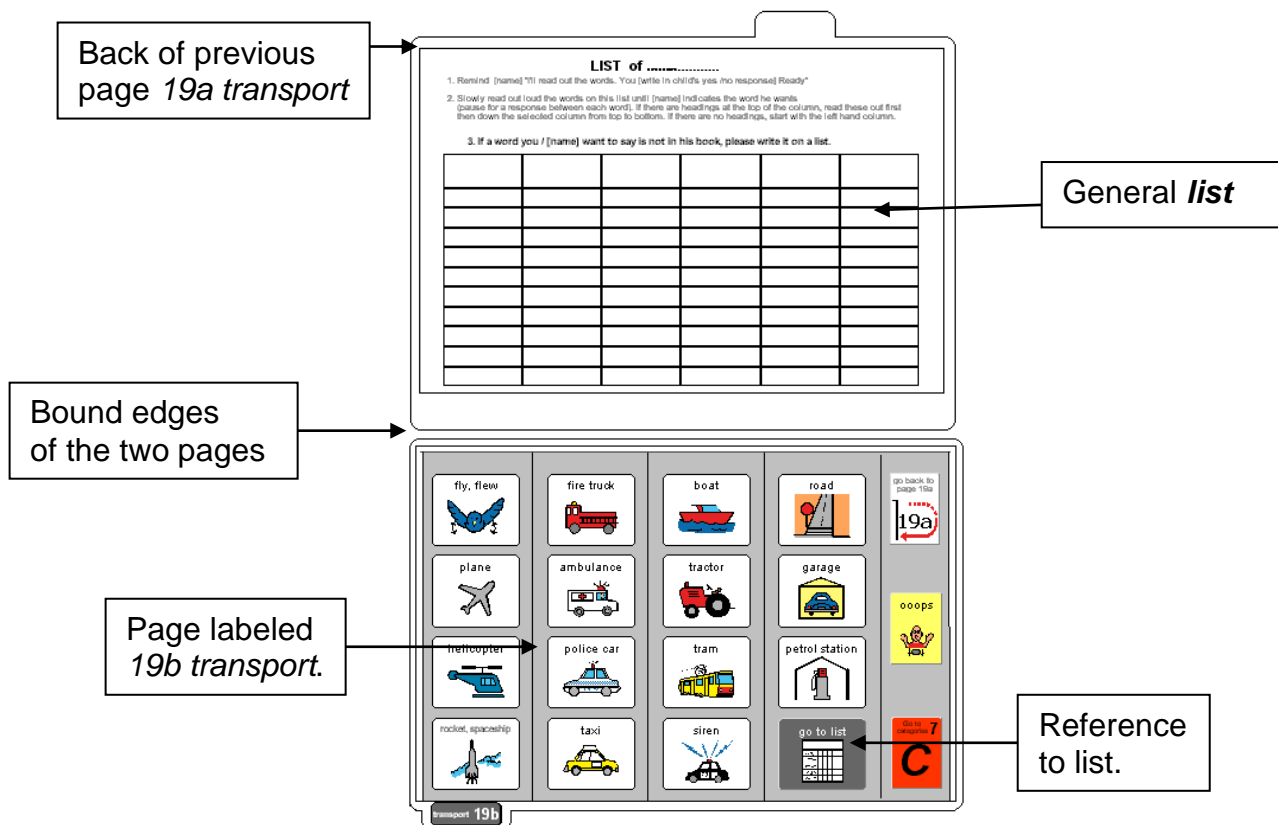 Back of previous
page 19a transport
LIST of ......................
1. Remind [name] "I'll read out the words. You [write in child's yes /no response] Ready"
2. Slowly read out loud the words on this list until [name] indicates the word he wants
(pause for a response between each word). If there are headings at the top of the column, read these out first
then down the selected column from top to bottom. If there are no headings, start with the left hand column.
3. If a word you / [name] want to say is not in his book, please write it on a list.
General list
Bound edges
of the two pages
fly, flew
fire truck
boat
road
go back to
page 19a
19a
plane
ambulance
tractor
garage
ooops
Page labeled
19b transport.
helicopter
police car
tram
petrol station
rocket, spaceship
taxi
siren
go to list
Go to
categories 7
C
Reference
to list.
transport 19b